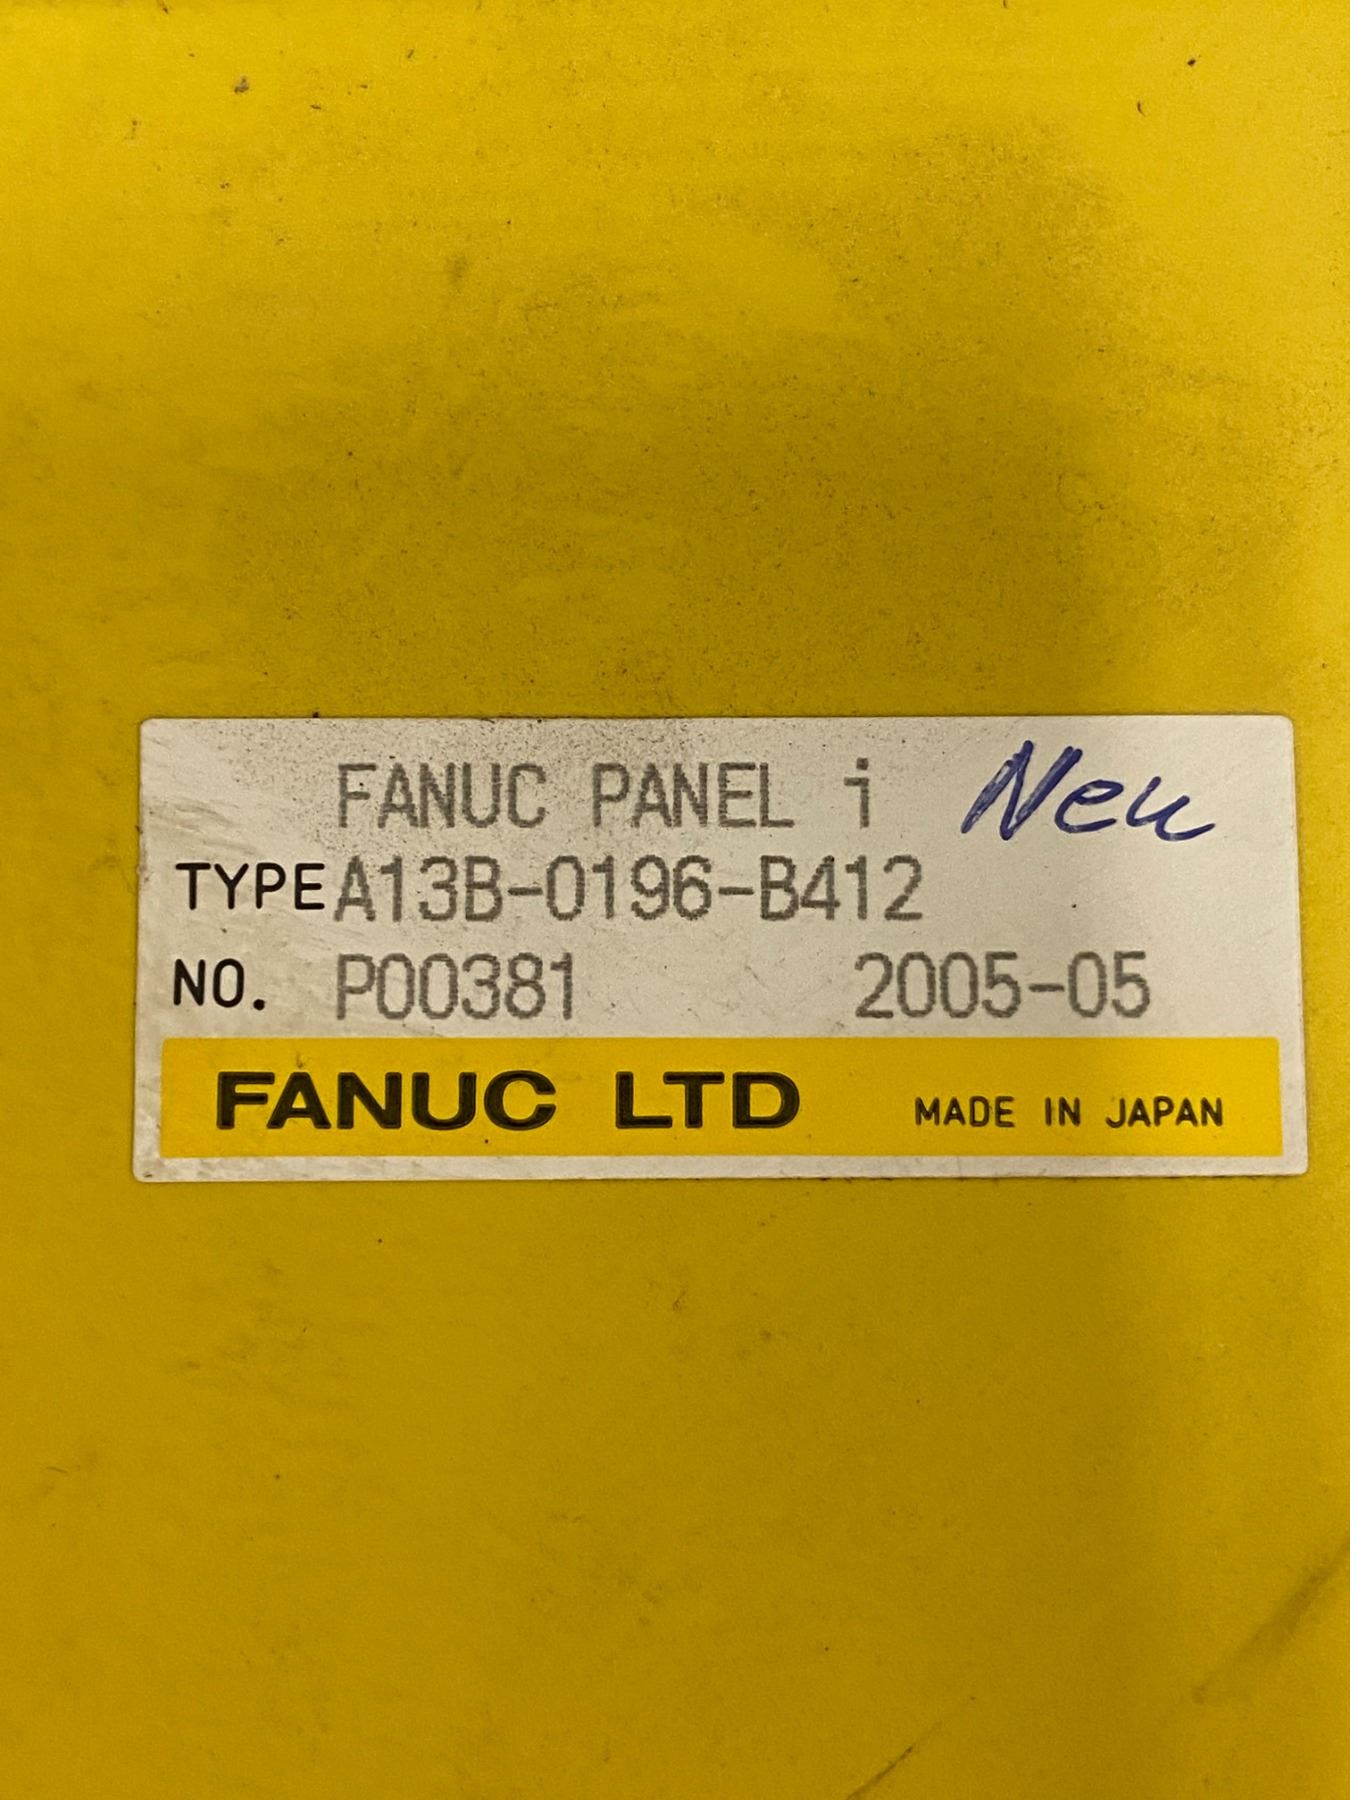 FANUC PANEL i Neu
TYPE A13B-0196-B412
NO. P00381 2005-05
FANUC LTD MADE IN JAPAN